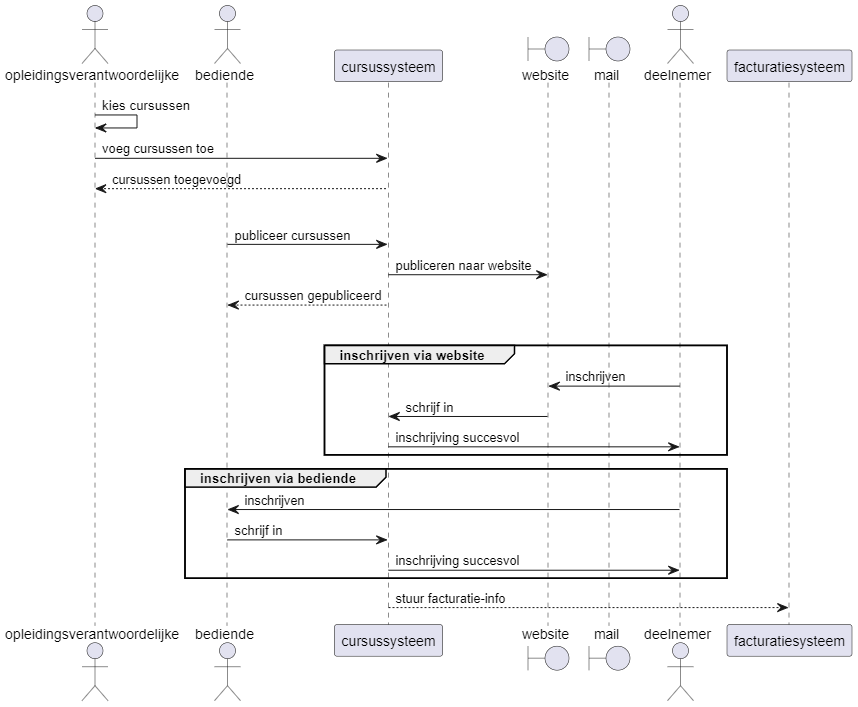 opleidingsverantwoordelijke
bediende
cursussysteem
website
mail
deelnemer
facturatiesysteem
kies cursussen
voeg cursussen toe
cursussen toegevoegd
publiceer cursussen
publiceren naar website
cursussen gepubliceerd
inschrijven via website
inschrijven
schrijf in
inschrijving succesvol
inschrijven via bediende
inschrijven
schrijf in
inschrijving succesvol
stuur facturatie-info
opleidingsverantwoordelijke
bediende
cursussysteem
website
mail
deelnemer
facturatiesysteem